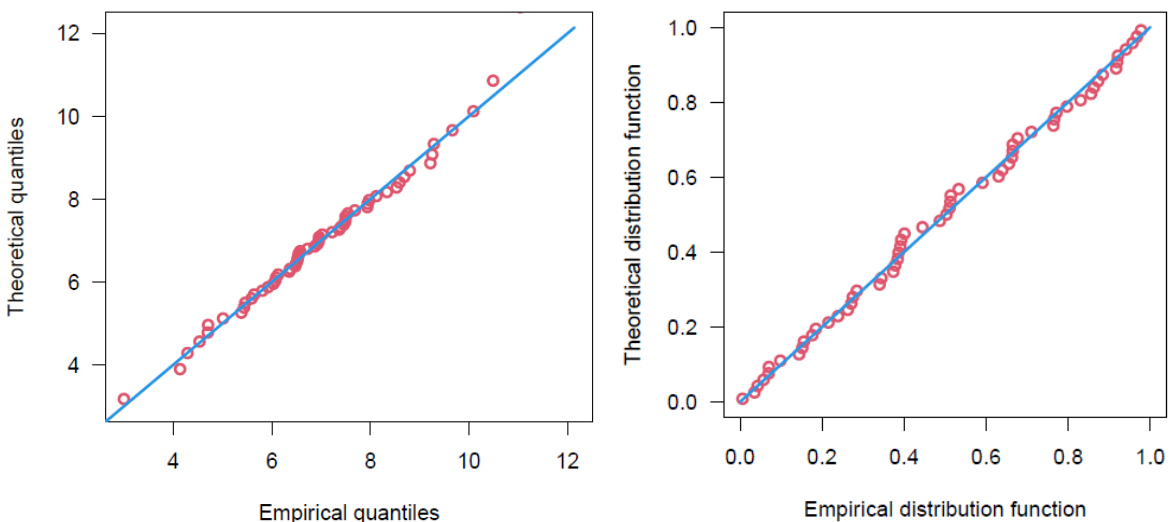 Theoretical quantiles
12
10
8
6
4
4 6 8 10 12
Empirical quantiles
Theoretical distribution function
1.0
0.8
0.6
0.4
0.2
0.0
0.0 0.2 0.4 0.6 0.8 1.0
Empirical distribution function